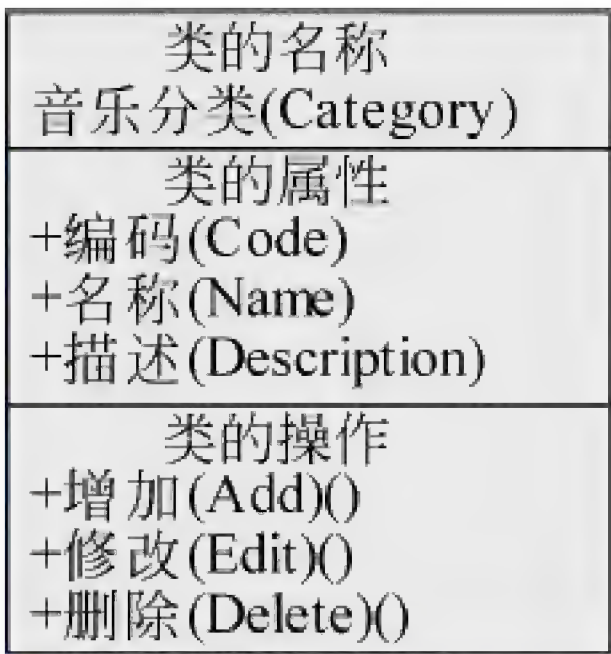 类的名称
音乐分类(Category)
类的属性
+编码(Code)
+名称(Name)
+描述(Description)
类的操作
+增加(Add)()
+修改(Edit)()
+删除(Delete)()